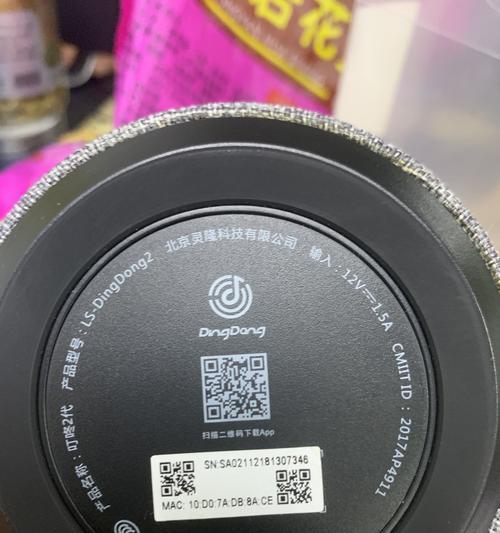 花
产品名称：叮咚2代 产品型号：LS-DingDong2 北京灵隆科技有限公司 输入：12V⎓1.5A CMIIT ID：2017AP4911
DingDong
扫描二维码下载App
SN:SA02112181307346
MAC: 10:D0:7A:DB:8A:CE